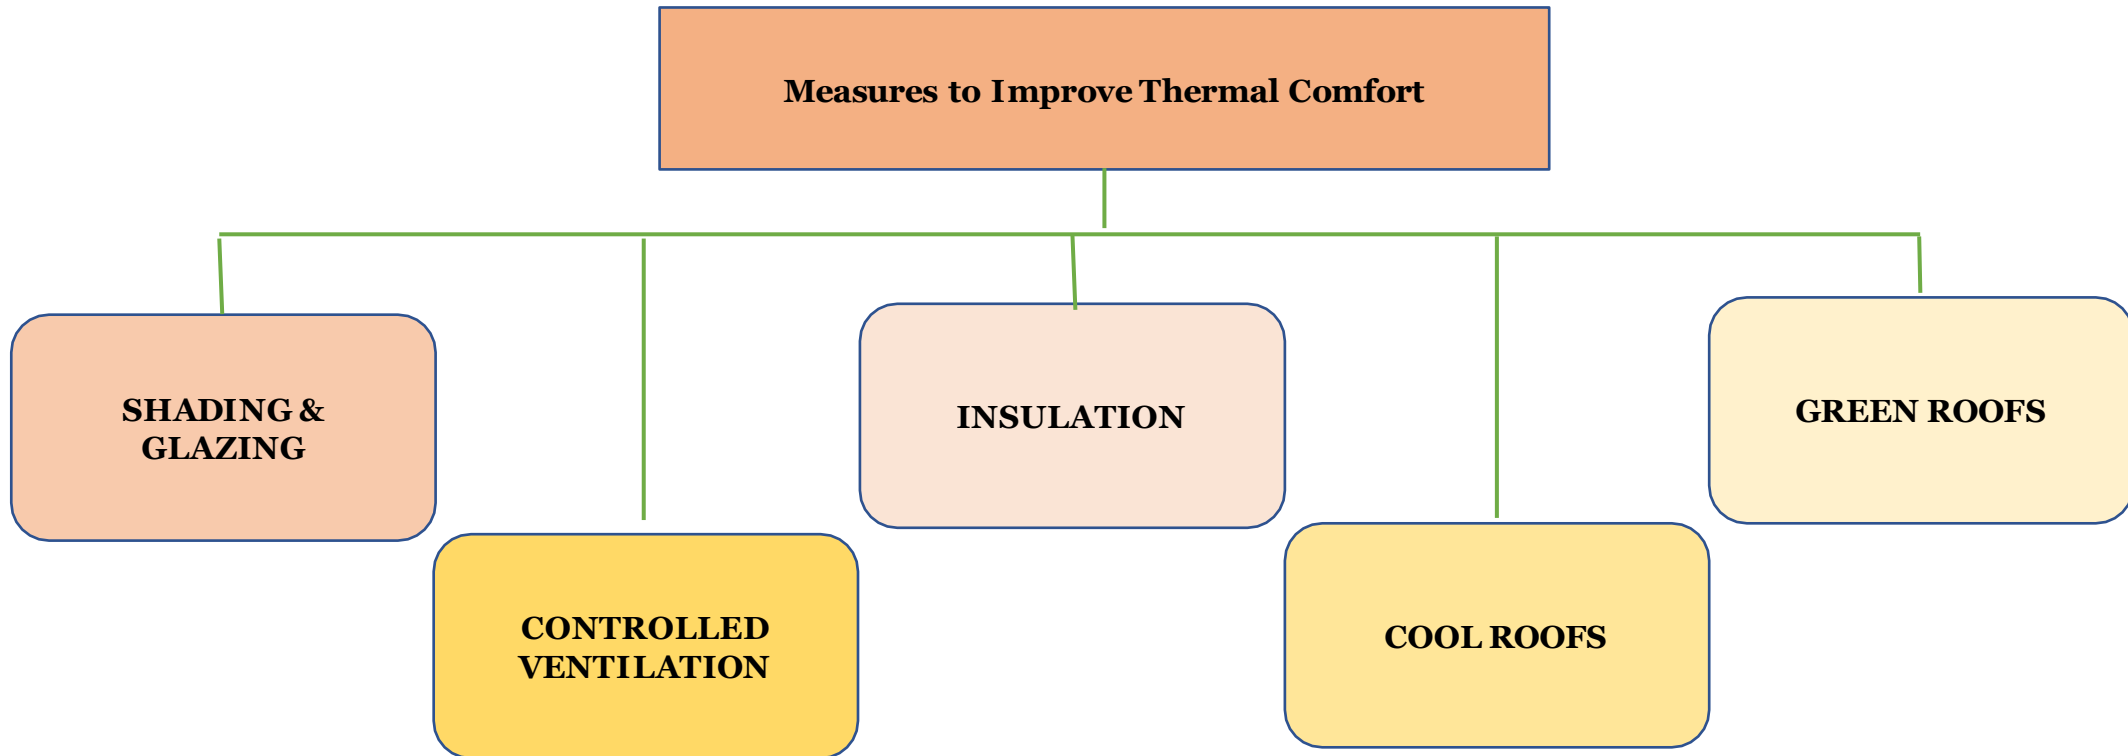 Measures to Improve Thermal Comfort
SHADING &
GLAZING
CONTROLLED
VENTILATION
INSULATION
COOL ROOFS
GREEN ROOFS